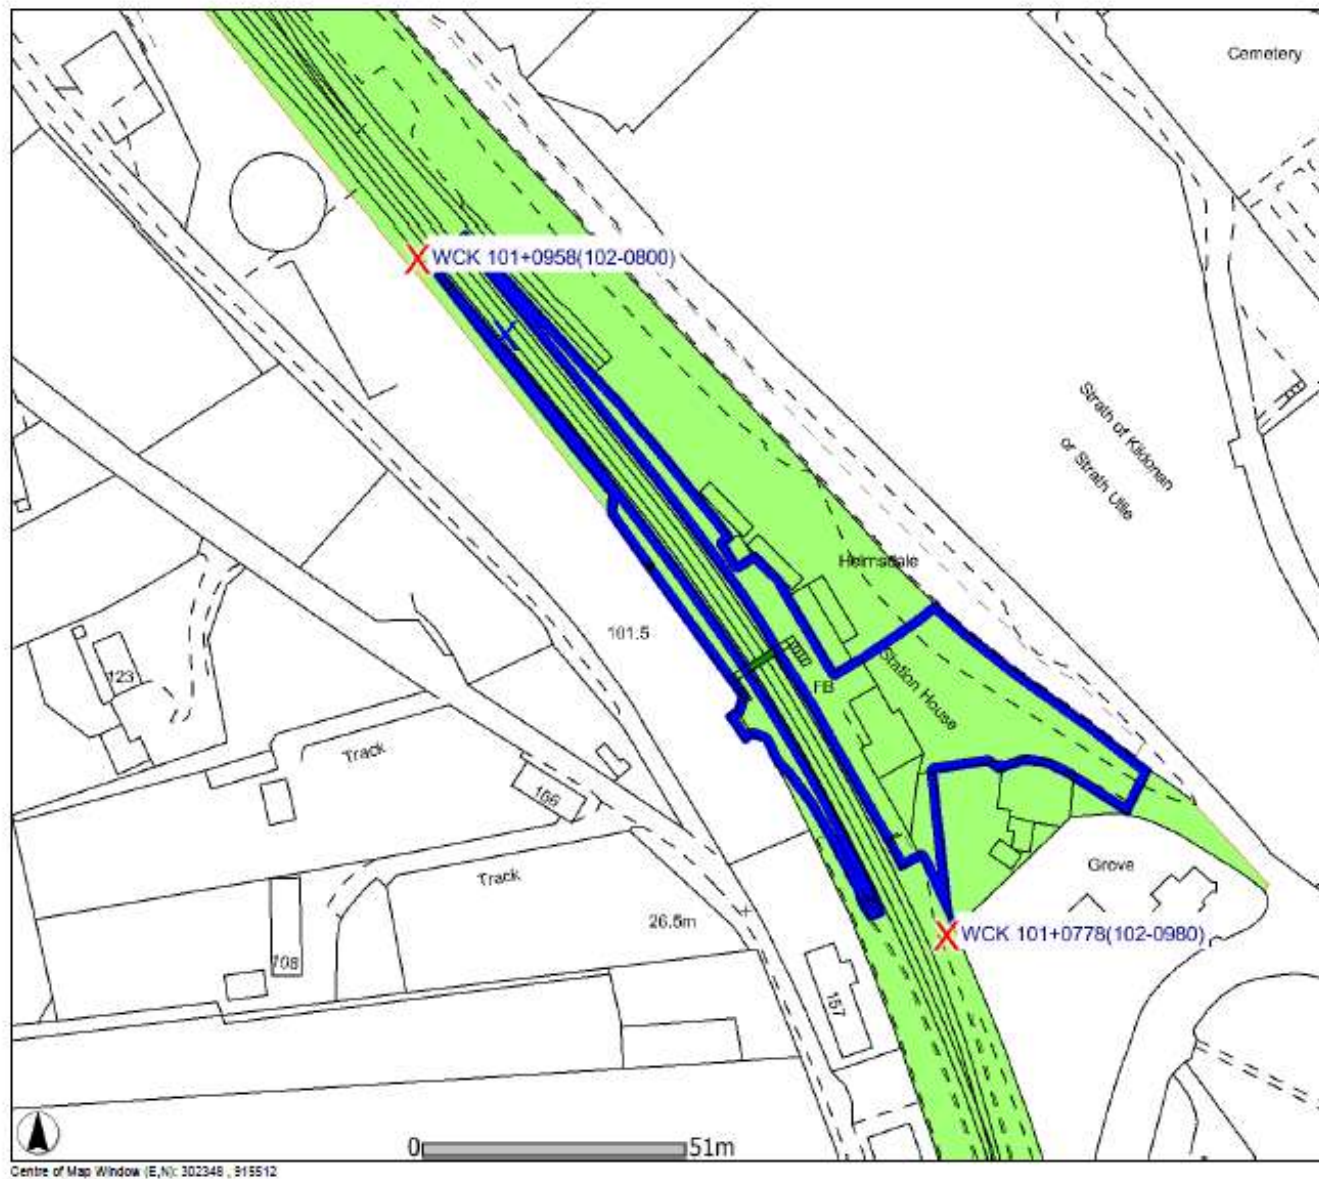 Cemetery
WCK 101+0958(102-0800)
Strath of Kildonan
or Strath Ullie
Helmsdale
101.5
Station House
123
FB
Track
166
Grove
Track
26.5m
WCK 101+0778(102-0980)
108
157
0
51m
Centre of Map Window (E,N): 302348 , 915512